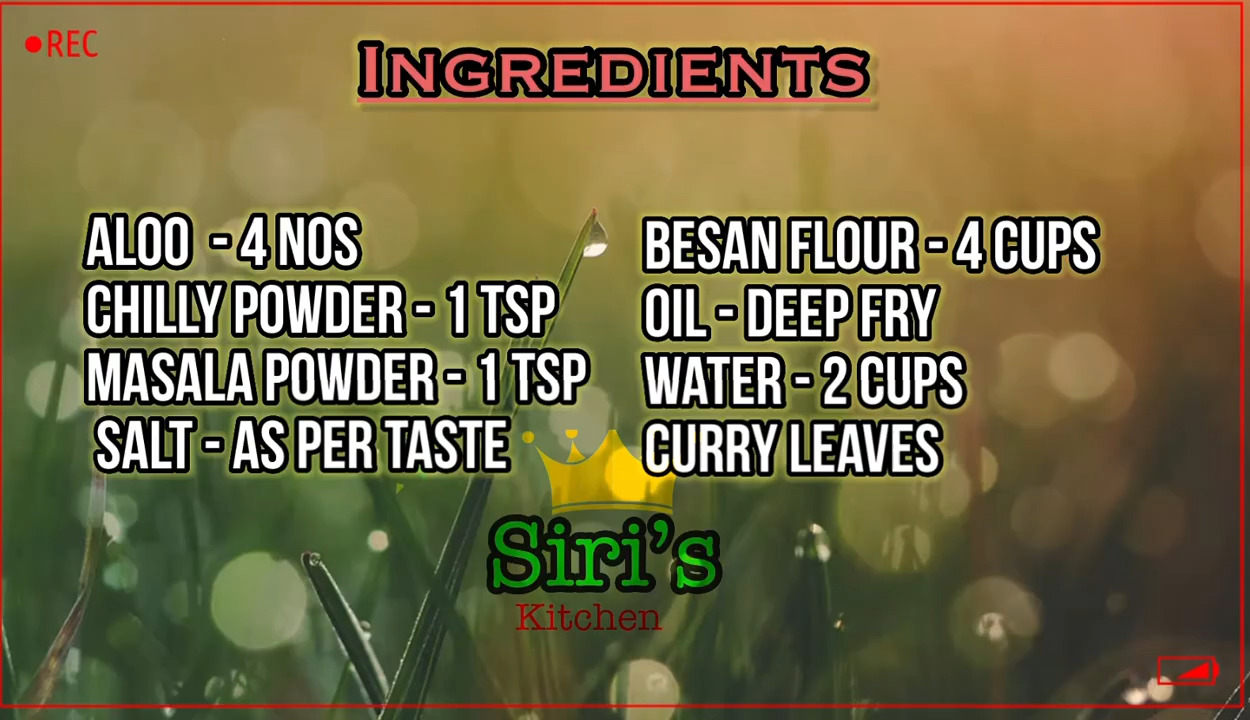 REC
INGREDIENTS
ALOO - 4 NOS
CHILLY POWDER - 1 TSP
MASALA POWDER - 1 TSP
SALT - AS PER TASTE
BESAN FLOUR - 4 CUPS
OIL - DEEP FRY
WATER - 2 CUPS
CURRY LEAVES
Siri's
Kitchen